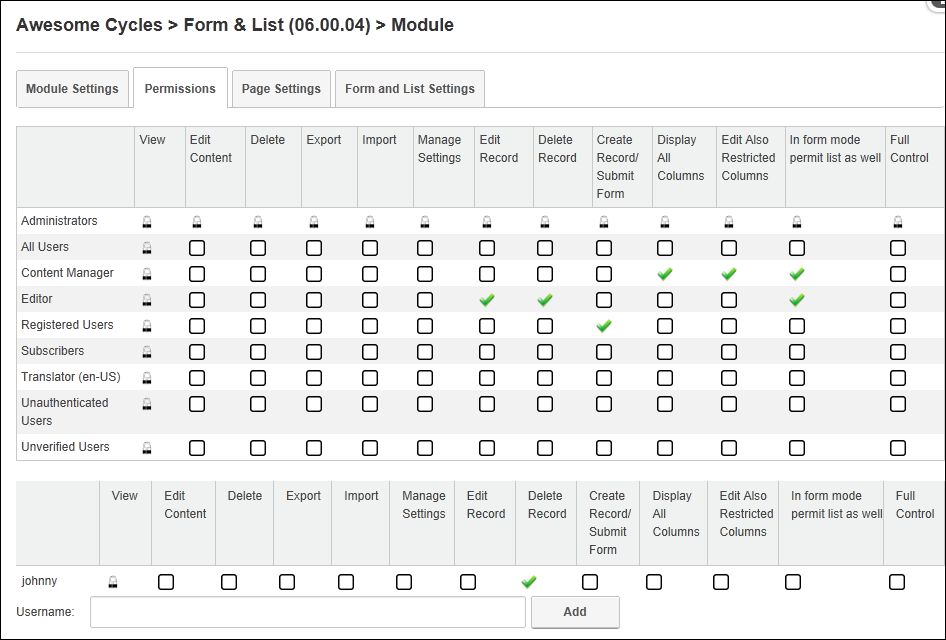 Awesome Cycles > Form & List (06.00.04) > Module
Module Settings Permissions Page Settings Form and List Settings
View Edit Content Delete Export Import Manage Settings Edit Record Delete Record Create Record/ Submit Form Display All Columns Edit Also Restricted Columns In form mode permit list as well Full Control
Administrators
All Users
Content Manager
Editor
Registered Users
Subscribers
Translator (en-US)
Unauthenticated
Users
Unverified Users
View Edit Content Delete Export Import Manage Settings Edit Record Delete Record Create Record/ Submit Form Display All Columns Edit Also Restricted Columns In form mode permit list as well Full Control
johnny
Username: Add